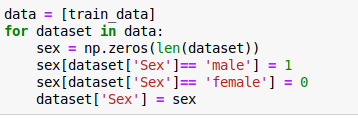 data = [train_data]
for dataset in data:
    sex = np.zeros(len(dataset))
    sex[dataset['Sex']== 'male'] = 1
    sex[dataset['Sex']== 'female'] = 0
    dataset['Sex'] = sex